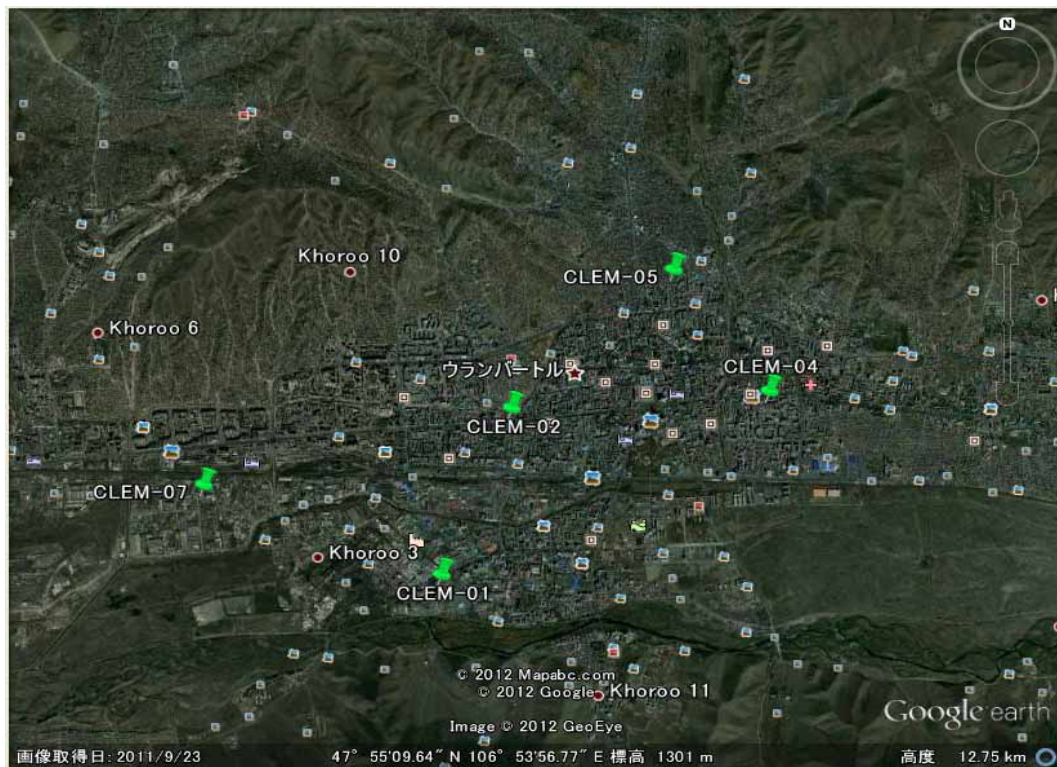 N
Khoroo 10
CLEM-05
Khoroo 6
ウランバートル
CLEM-04
CLEM-02
CLEM-07
Khoroo 3
CLEM-01
© 2012 Mapabc.com
© 2012 Google
Khoroo 11
Image © 2012 GeoEye
Google earth
画像取得日: 2011/9/23
47° 55'09.64" N 106° 53'56.77" E 標高 1301 m
高度 12.75 km